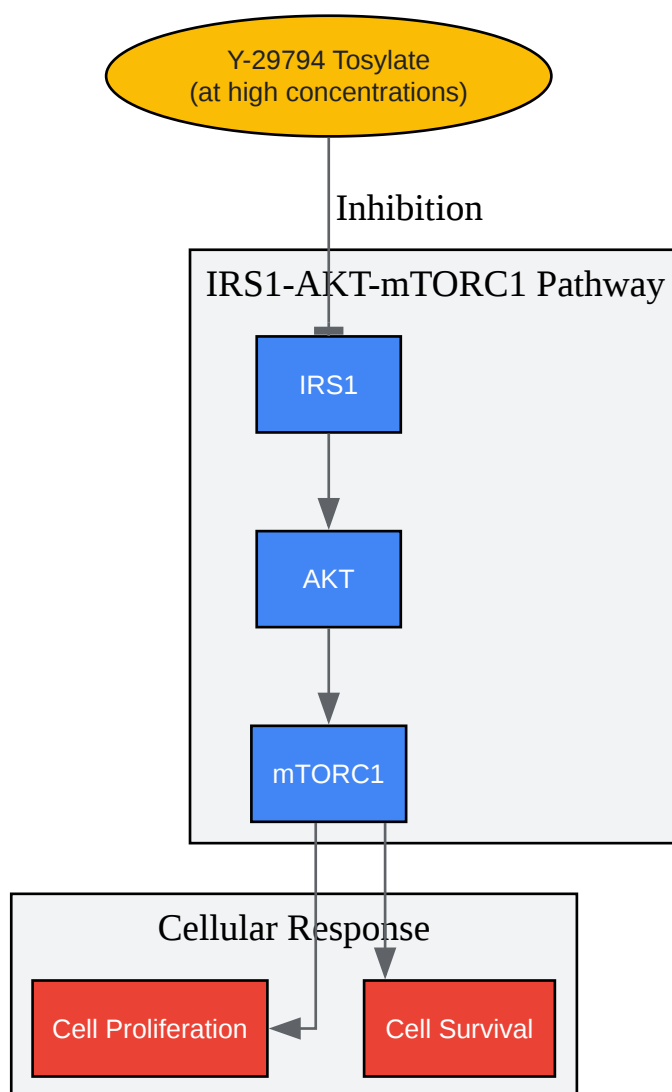 Y-29794 Tosylate
(at high concentrations)
Inhibition
IRS1-AKT-mTORC1 Pathway
IRS1
AKT
mTORC1
Cellular Response
Cell Proliferation
Cell Survival